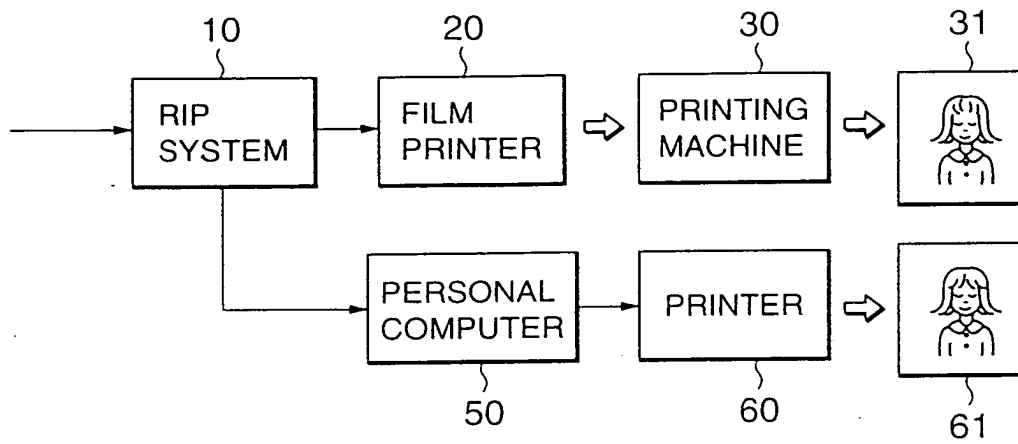 10
20
30
31
RIP
SYSTEM
FILM
PRINTER
PRINTING
MACHINE
PERSONAL
COMPUTER
PRINTER
50
60
61